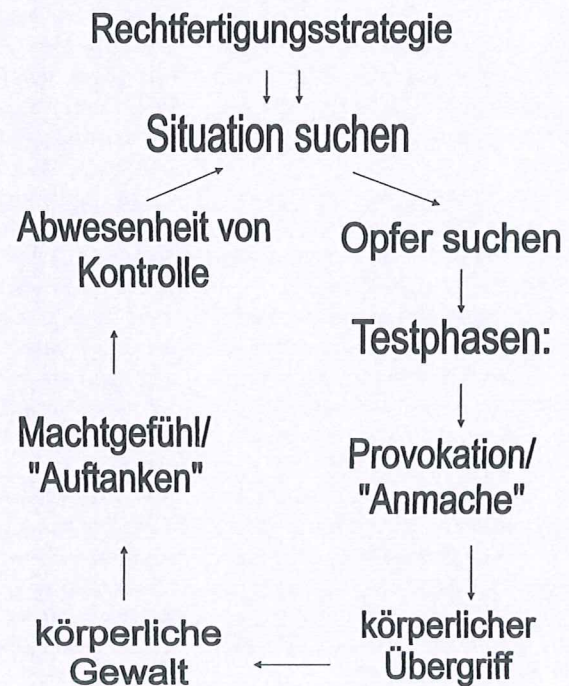 Rechtfertigungsstrategie
Situation suchen
Abwesenheit von
Kontrolle
Opfer suchen
Testphasen:
Machtgefühl/
"Auftanken"
Provokation/
"Anmache"
körperliche
Gewalt
körperlicher
Übergriff